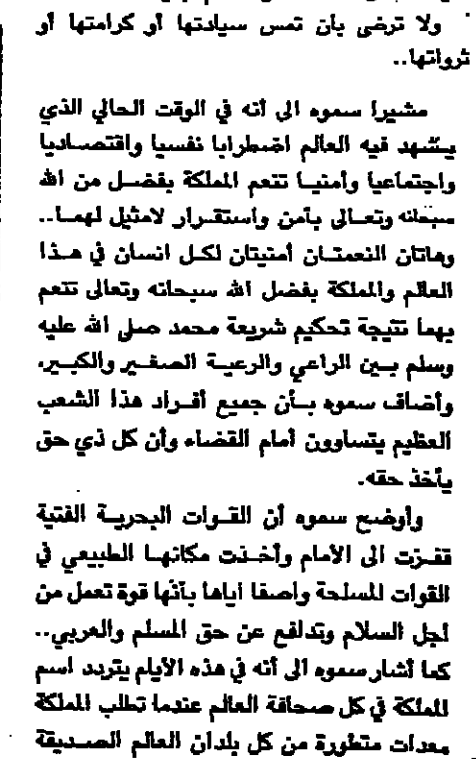 ولا ترضى بان تمس سيادتها أو كرامتها أو
ثرواتها..
مشيرا سموه الى أنه في الوقت الحالي الذي
يشهد فيه العالم اضطرابا نفسيا واقتصاديا
واجتماعيا وأمنيا تنعم المملكة بفضل من الله
سبحانه وتعالى بأمن واستقرار لامثيل لهما..
وهاتان النعمتان أمنيتان لكل انسان في هذا
العالم والمملكة بفضل الله سبحانه وتعالى تنعم
بهما نتيجة تحكيم شريعة محمد صلى الله عليه
وسلم بين الراعي والرعية الصغير والكبير،
وأضاف سموه بأن جميع أفراد هذا الشعب
العظيم يتساوون أمام القضاء وأن كل ذي حق
يأخذ حقه.
وأوضح سموه أن القوات البحرية الفتية
قفزت الى الأمام وأخذت مكانها الطبيعي في
القوات المسلحة واصفا اياها بأنها قوة تعمل من
أجل السلام وتدافع عن حق المسلم والعربي..
كما أشار سموه الى أنه في هذه الأيام يتردد اسم
المملكة في كل صحافة العالم عندما تطلب المملكة
معدات متطورة من كل بلدان العالم الصديقة